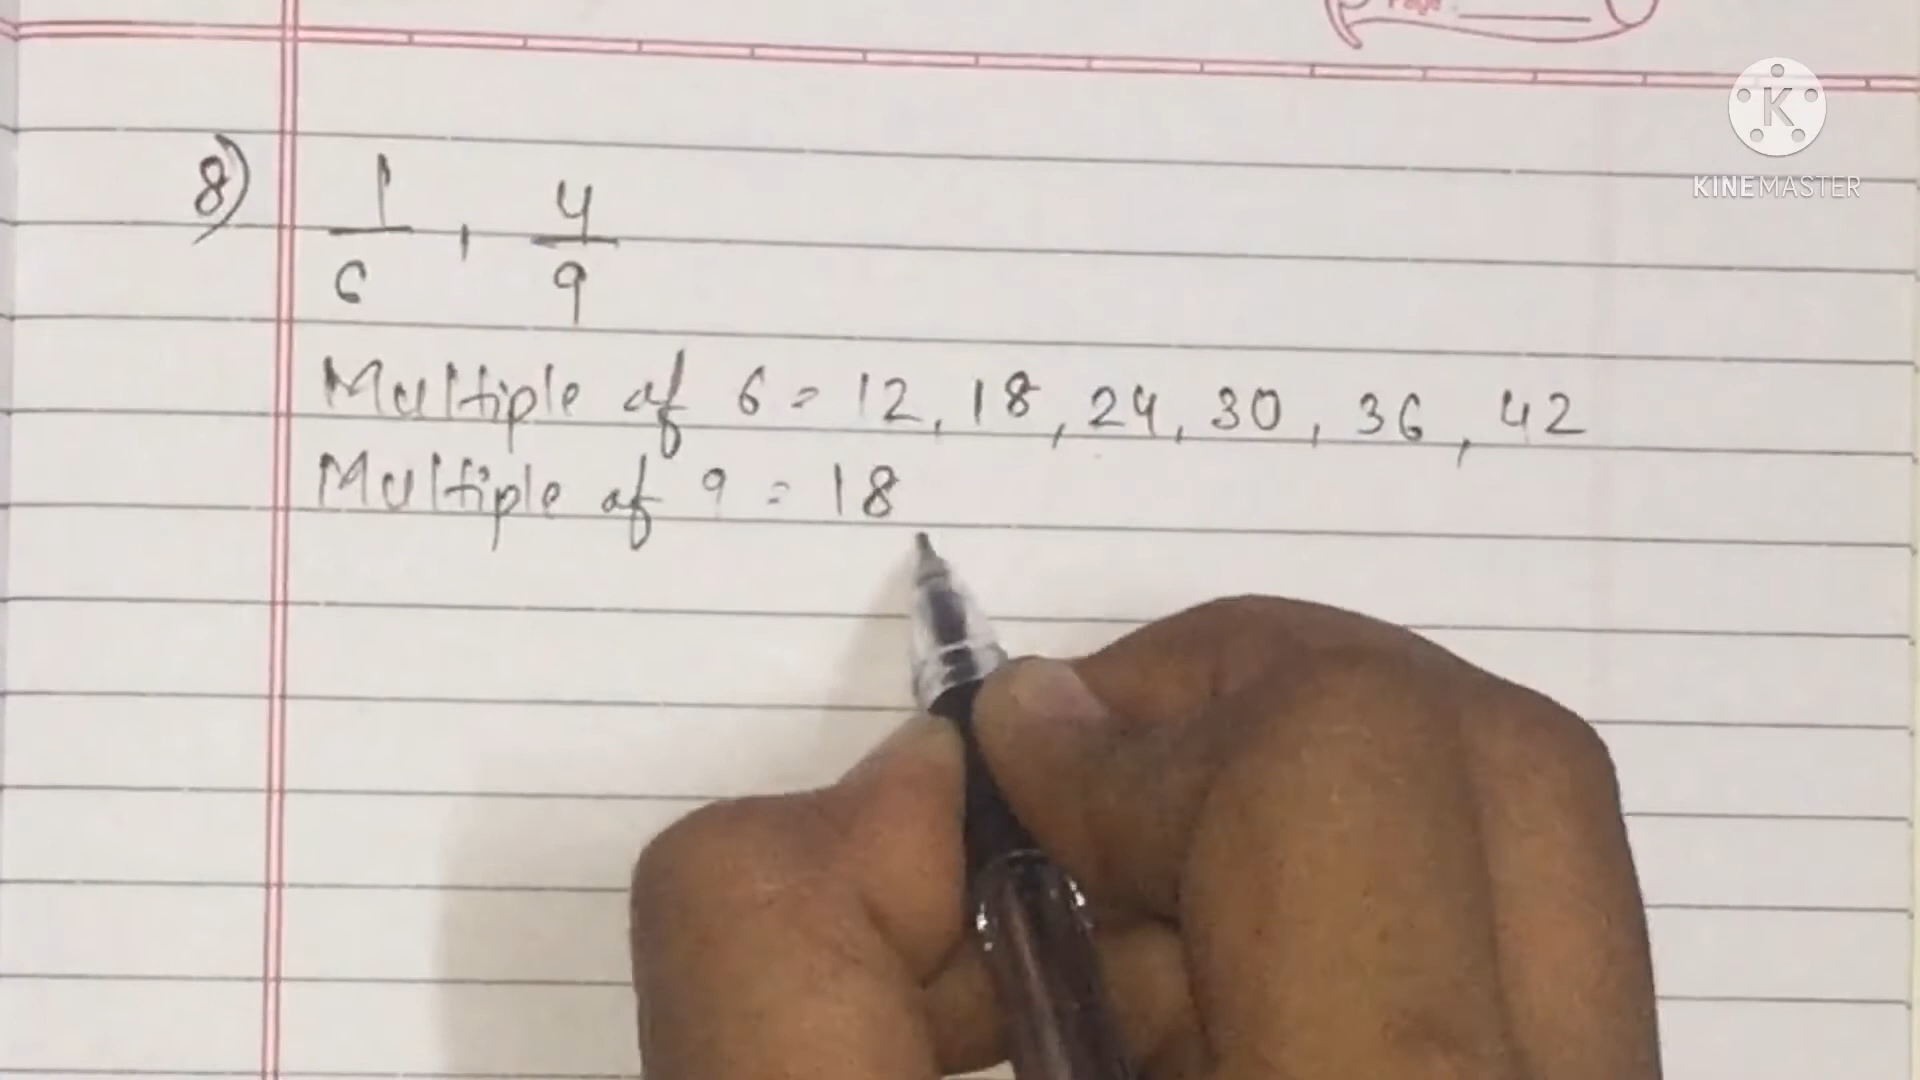 Page:
K
KINEMASTER
8) 1/6 , 4/9
Multiple of 6 = 12, 18, 24, 30, 36, 42
Multiple of 9 = 18